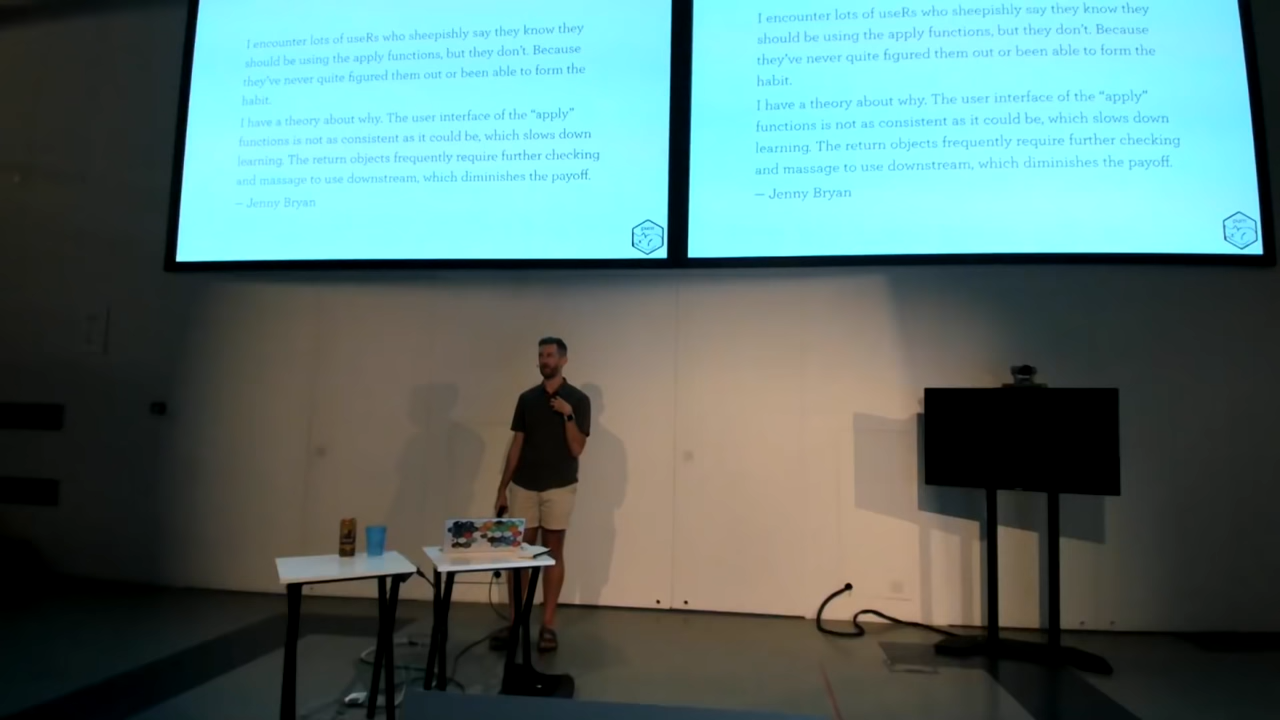 I encounter lots of useRs who sheepishly say they know they
should be using the apply functions, but they don't. Because
they've never quite figured them out or been able to form the
habit.
I have a theory about why. The user interface of the “apply”
functions is not as consistent as it could be, which slows down
learning. The return objects frequently require further checking
and massage to use downstream, which diminishes the payoff.
— Jenny Bryan
I encounter lots of useRs who sheepishly say they know they
should be using the apply functions, but they don't. Because
they've never quite figured them out or been able to form the
habit.
I have a theory about why. The user interface of the “apply”
functions is not as consistent as it could be, which slows down
learning. The return objects frequently require further checking
and massage to use downstream, which diminishes the payoff.
— Jenny Bryan